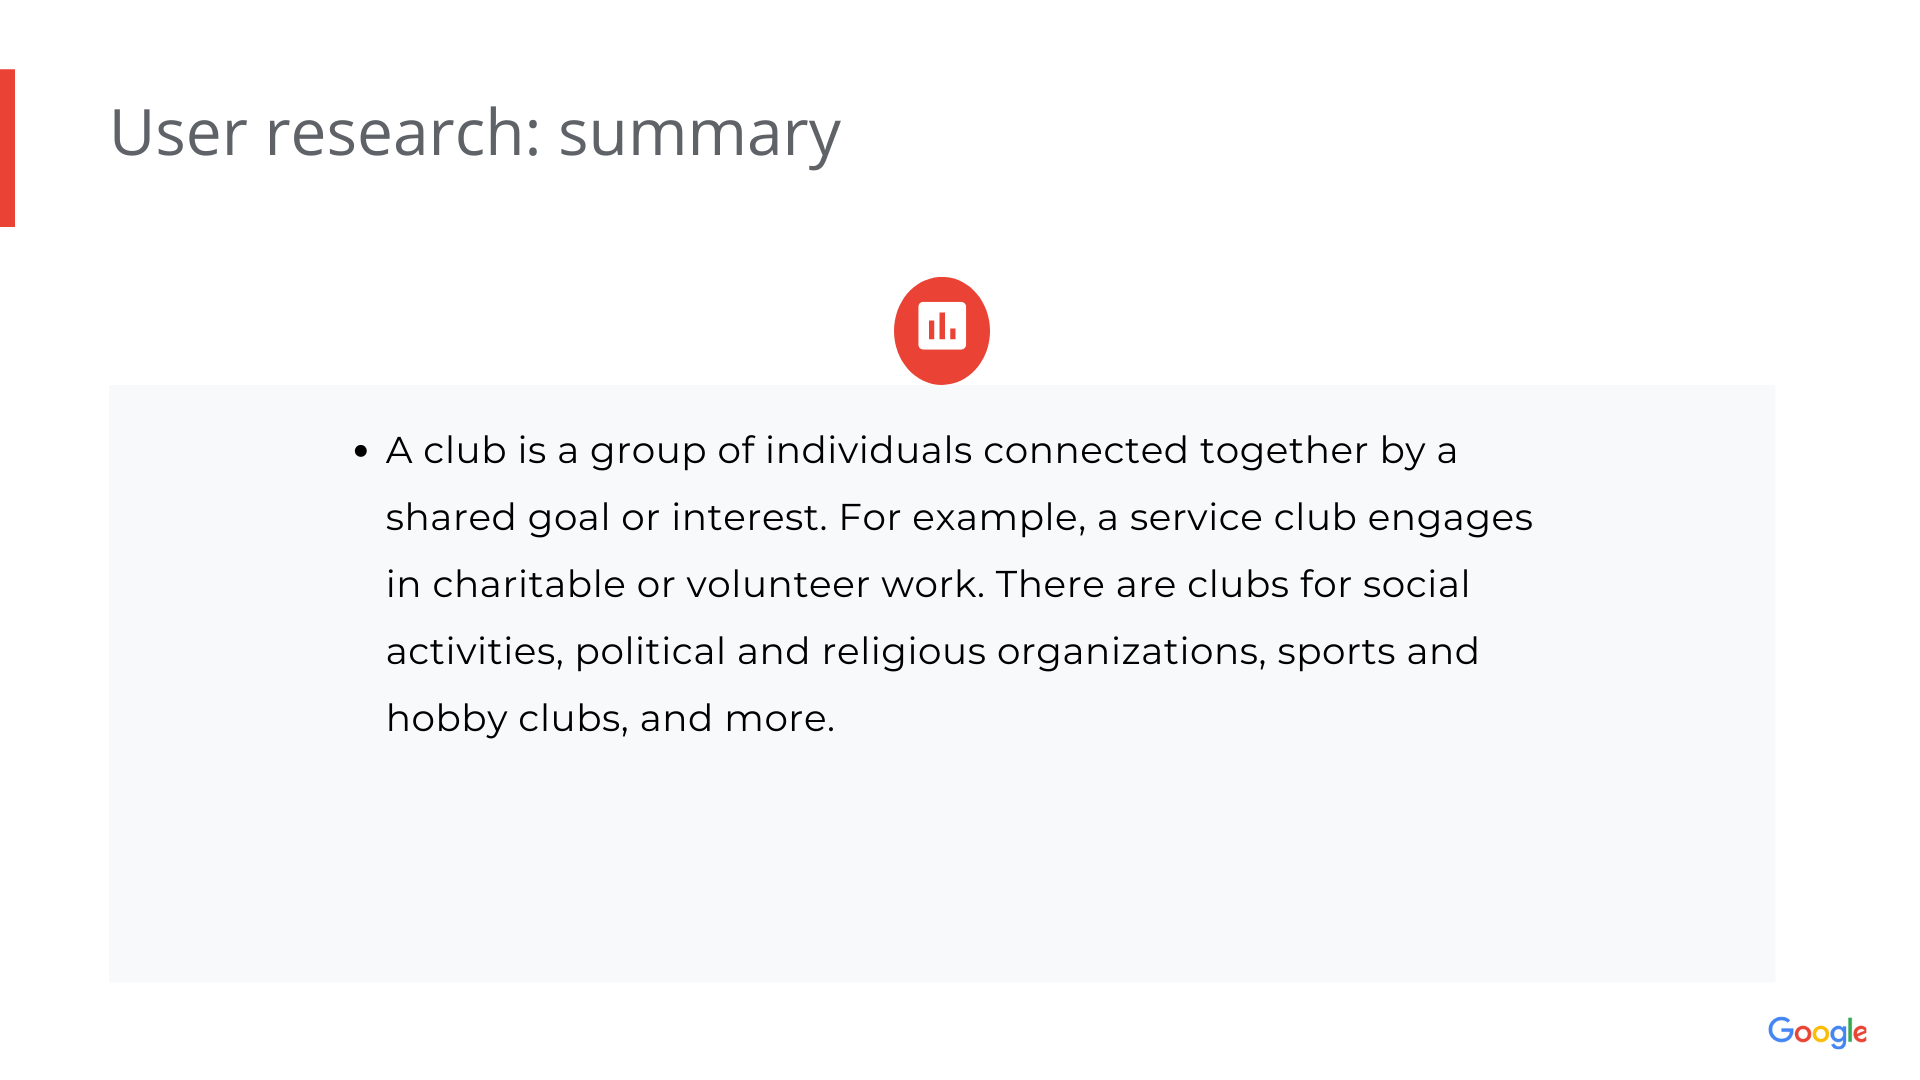 User research: summary
• A club is a group of individuals connected together by a
shared goal or interest. For example, a service club engages
in charitable or volunteer work. There are clubs for social
activities, political and religious organizations, sports and
hobby clubs, and more.
Google